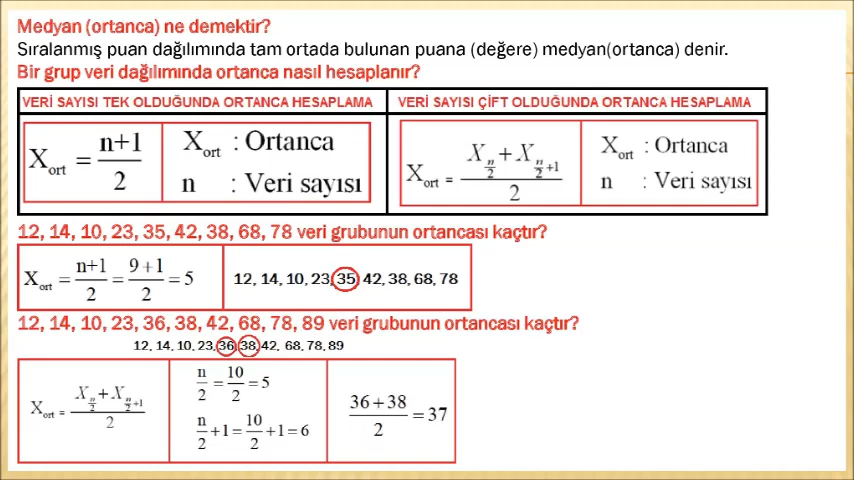 Medyan (ortanca) ne demektir?
Sıralanmış puan dağılımında tam ortada bulunan puana (değere) medyan(ortanca) denir.
Bir grup veri dağılımında ortanca nasıl hesaplanır?
VERİ SAYISI TEK OLDUĞUNDA ORTANCA HESAPLAMA
X_ort = (n+1)/2
X_ort : Ortanca
n : Veri sayısı
VERİ SAYISI ÇİFT OLDUĞUNDA ORTANCA HESAPLAMA
X_ort = (X_(n/2) + X_(n/2+1))/2
X_ort : Ortanca
n : Veri sayısı
12, 14, 10, 23, 35, 42, 38, 68, 78 veri grubunun ortancası kaçtır?
X_ort = (n+1)/2 = (9+1)/2 = 5
12, 14, 10, 23, 35, 42, 38, 68, 78
12, 14, 10, 23, 36, 38, 42, 68, 78, 89 veri grubunun ortancası kaçtır?
12, 14, 10, 23, 36, 38, 42, 68, 78, 89
X_ort = (X_(n/2) + X_(n/2+1))/2
n/2 = 10/2 = 5
n/2 + 1 = 10/2 + 1 = 6
(36+38)/2 = 37